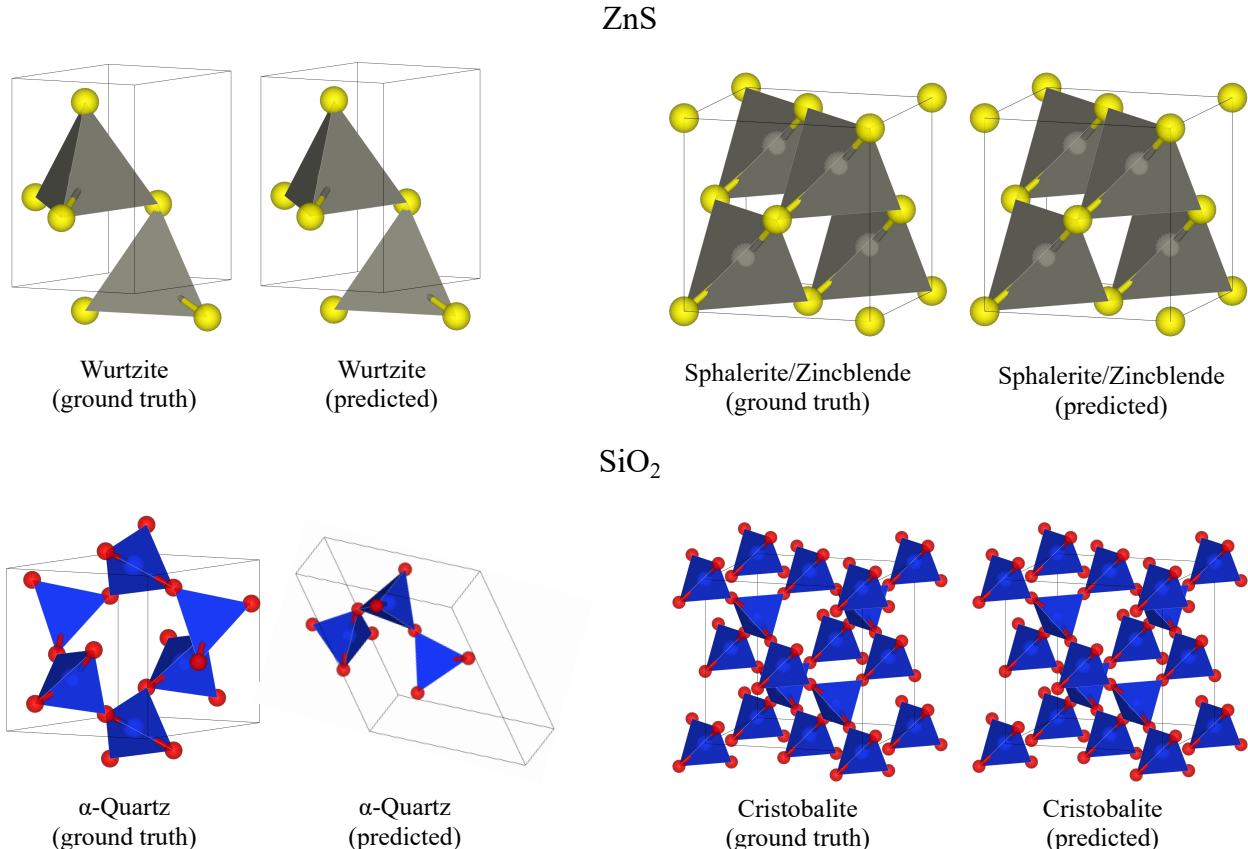 ZnS
Wurtzite
(ground truth)
Wurtzite
(predicted)
Sphalerite/Zincblende
(ground truth)
Sphalerite/Zincblende
(predicted)
SiO₂
α-Quartz
(ground truth)
α-Quartz
(predicted)
Cristobalite
(ground truth)
Cristobalite
(predicted)